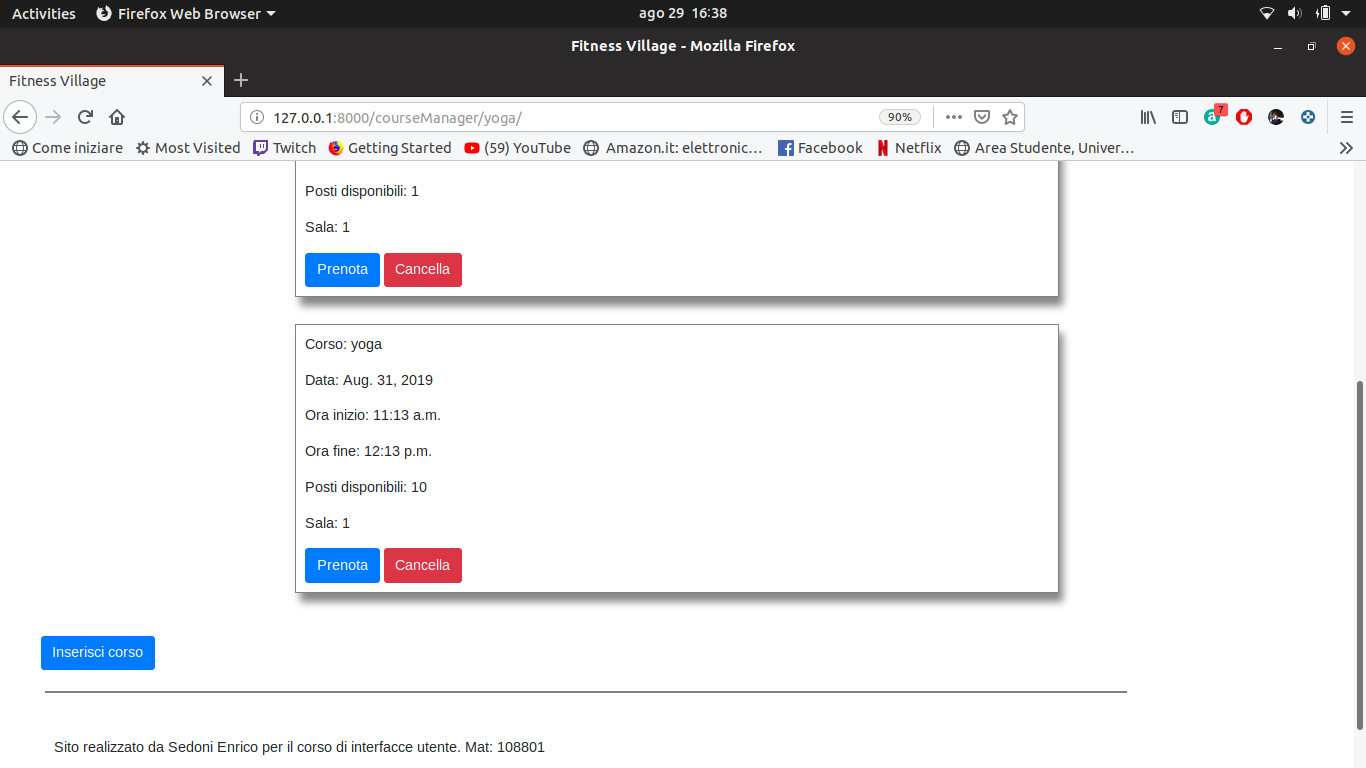 Activities Firefox Web Browser ago 29 16:38
Fitness Village - Mozilla Firefox
Fitness Village
127.0.0.1:8000/courseManager/yoga/ 90% 7
Come iniziare Most Visited Twitch Getting Started (59) YouTube Amazon.it: elettronic… Facebook Netflix Area Studente, Univer…
Posti disponibili: 1
Sala: 1
Prenota Cancella
Corso: yoga
Data: Aug. 31, 2019
Ora inizio: 11:13 a.m.
Ora fine: 12:13 p.m.
Posti disponibili: 10
Sala: 1
Prenota Cancella
Inserisci corso
Sito realizzato da Sedoni Enrico per il corso di interfacce utente. Mat: 108801